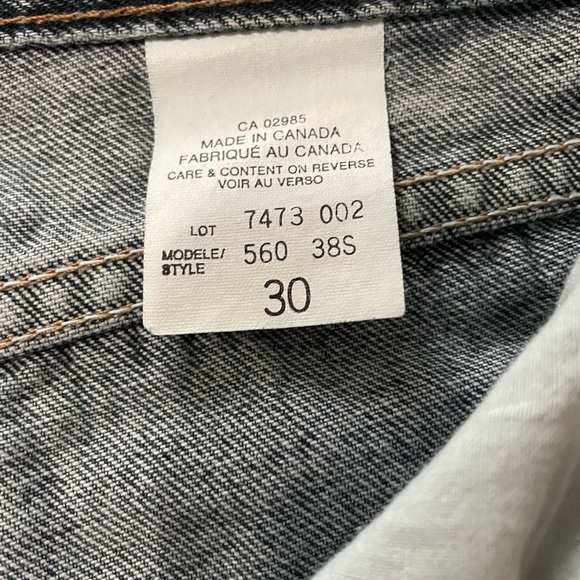 CA 02985
MADE IN CANADA
FABRIQUÉ AU CANADA
CARE & CONTENT ON REVERSE
VOIR AU VERSO
LOT 7473 002
MODELE/ 560 38S
STYLE
30